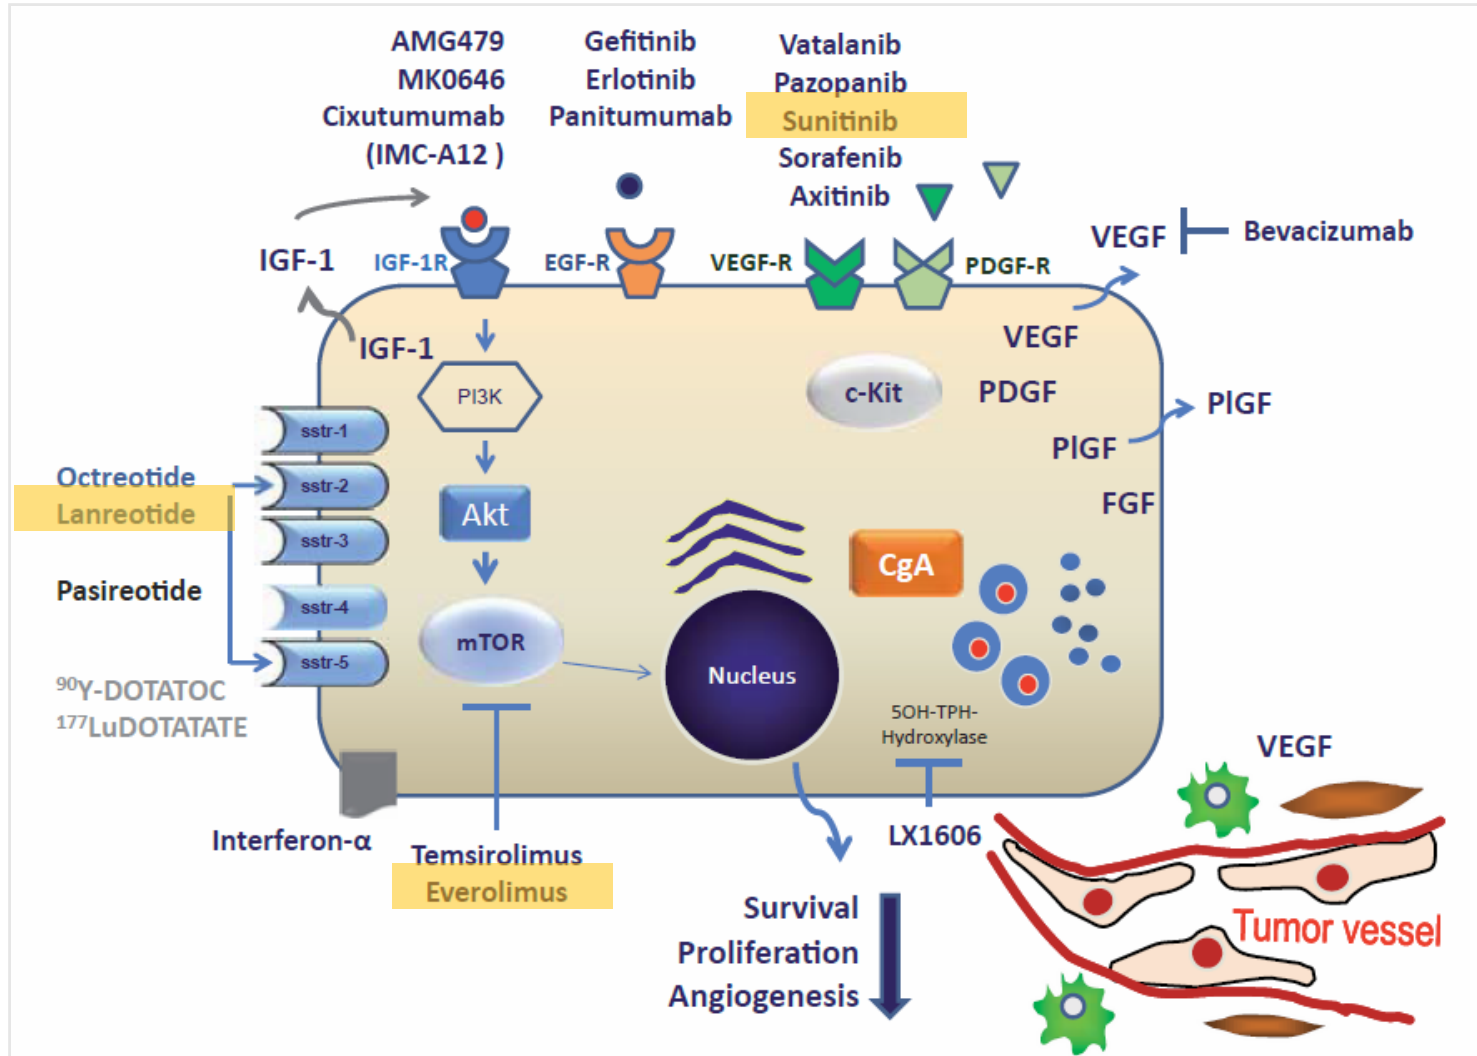 AMG479
MK0646
Cixutumumab
(IMC-A12 )
Gefitinib
Erlotinib
Panitumumab
Vatalanib
Pazopanib
Sunitinib
Sorafenib
Axitinib
IGF-1
IGF-1R
EGF-R
VEGF-R
PDGF-R
VEGF
Bevacizumab
IGF-1
PI3K
Akt
mTOR
c-Kit
VEGF
PDGF
PlGF
FGF
PlGF
Octreotide
Lanreotide
Pasireotide
⁹⁰Y-DOTATOC
¹⁷⁷LuDOTATATE
sstr-1
sstr-2
sstr-3
sstr-4
sstr-5
CgA
Nucleus
5OH-TPH-
Hydroxylase
Interferon-α
Temsirolimus
Everolimus
LX1606
Survival
Proliferation
Angiogenesis
VEGF
Tumor vessel